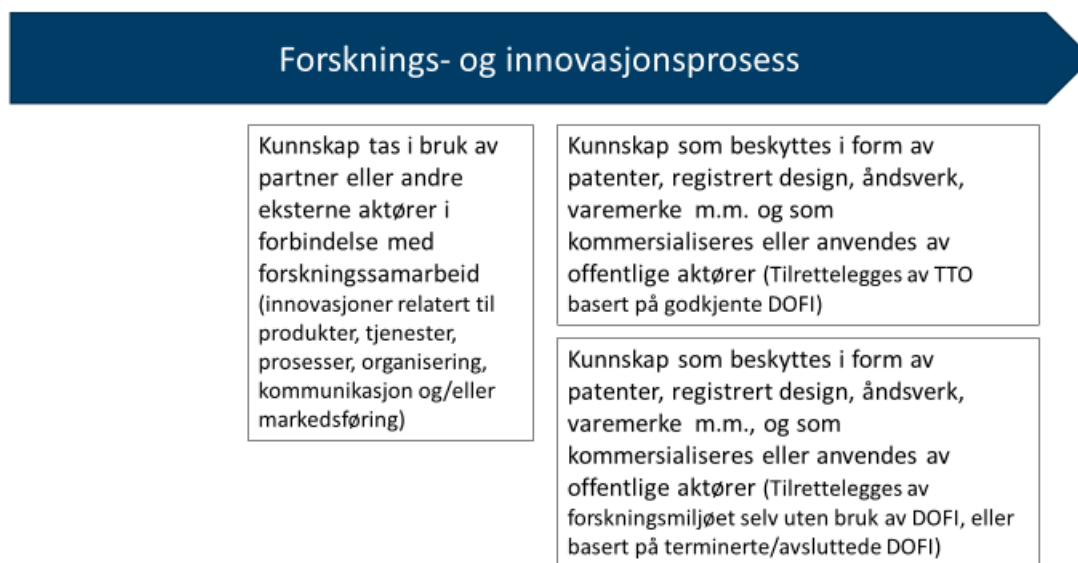 Forsknings- og innovasjonsprosess
Kunnskap tas i bruk av
partner eller andre
eksterne aktører i
forbindelse med
forskningssamarbeid
(innovasjoner relatert til
produkter, tjenester,
prosesser, organisering,
kommunikasjon og/eller
markedsføring)
Kunnskap som beskyttes i form av
patenter, registrert design, åndsverk,
varemerke m.m. og som
kommersialiseres eller anvendes av
offentlige aktører (Tilrettelegges av TTO
basert på godkjente DOFI)
Kunnskap som beskyttes i form av
patenter, registrert design, åndsverk,
varemerke m.m., og som
kommersialiseres eller anvendes av
offentlige aktører (Tilrettelegges av
forskningsmiljøet selv uten bruk av DOFI, eller
basert på terminerte/avsluttede DOFI)